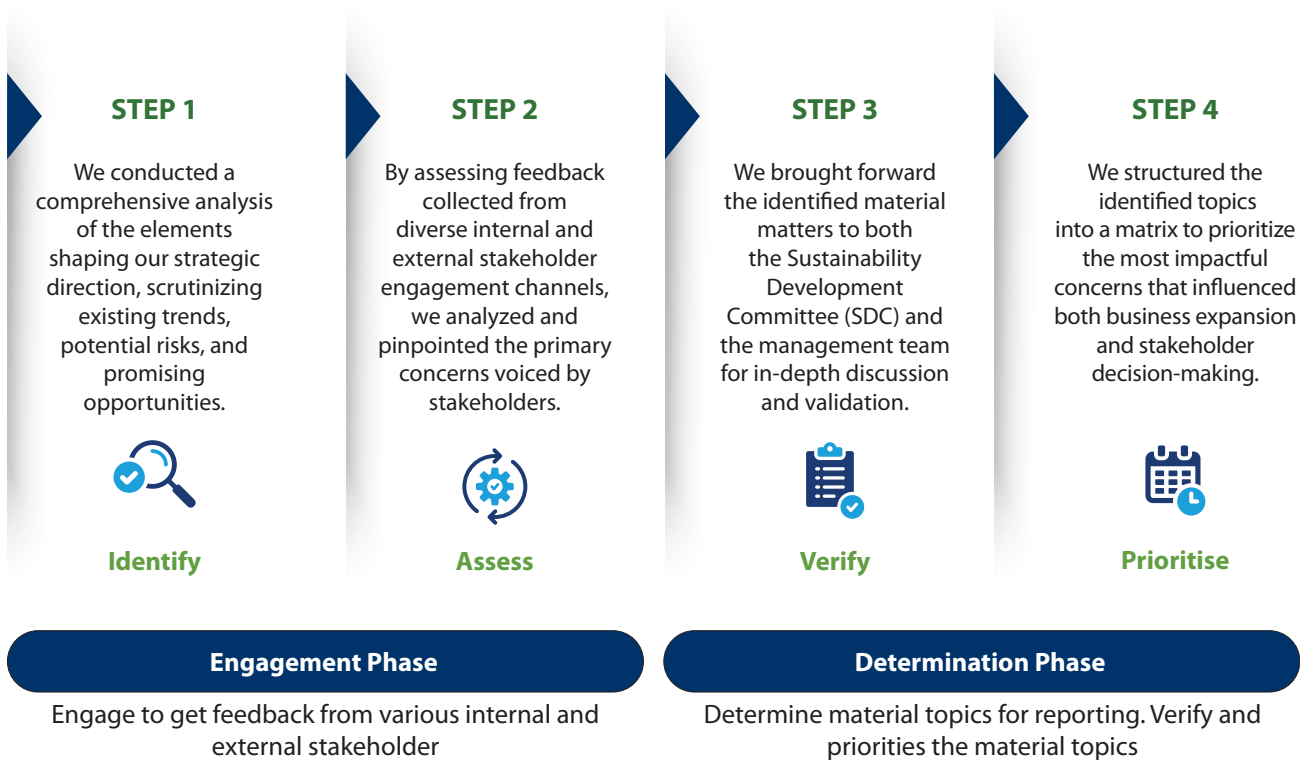 STEP 1
We conducted a
comprehensive analysis
of the elements
shaping our strategic
direction, scrutinizing
existing trends,
potential risks, and
promising
opportunities.
Identify
STEP 2
By assessing feedback
collected from
diverse internal and
external stakeholder
engagement channels,
we analyzed and
pinpointed the primary
concerns voiced by
stakeholders.
Assess
STEP 3
We brought forward
the identified material
matters to both
the Sustainability
Development
Committee (SDC) and
the management team
for in-depth discussion
and validation.
Verify
STEP 4
We structured the
identified topics
into a matrix to prioritize
the most impactful
concerns that influenced
both business expansion
and stakeholder
decision-making.
Prioritise
Engagement Phase
Engage to get feedback from various internal and
external stakeholder
Determination Phase
Determine material topics for reporting. Verify and
priorities the material topics